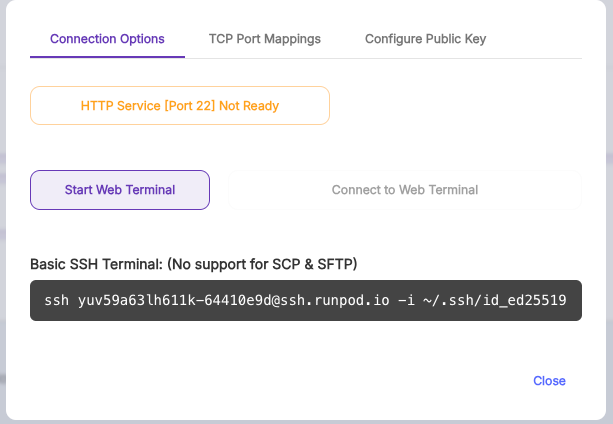 Connection Options
TCP Port Mappings
Configure Public Key
HTTP Service [Port 22] Not Ready
Start Web Terminal
Connect to Web Terminal
Basic SSH Terminal: (No support for SCP & SFTP)
ssh yuv59a63lh611k-64410e9d@ssh.runpod.io -i ~/.ssh/id_ed25519
Close